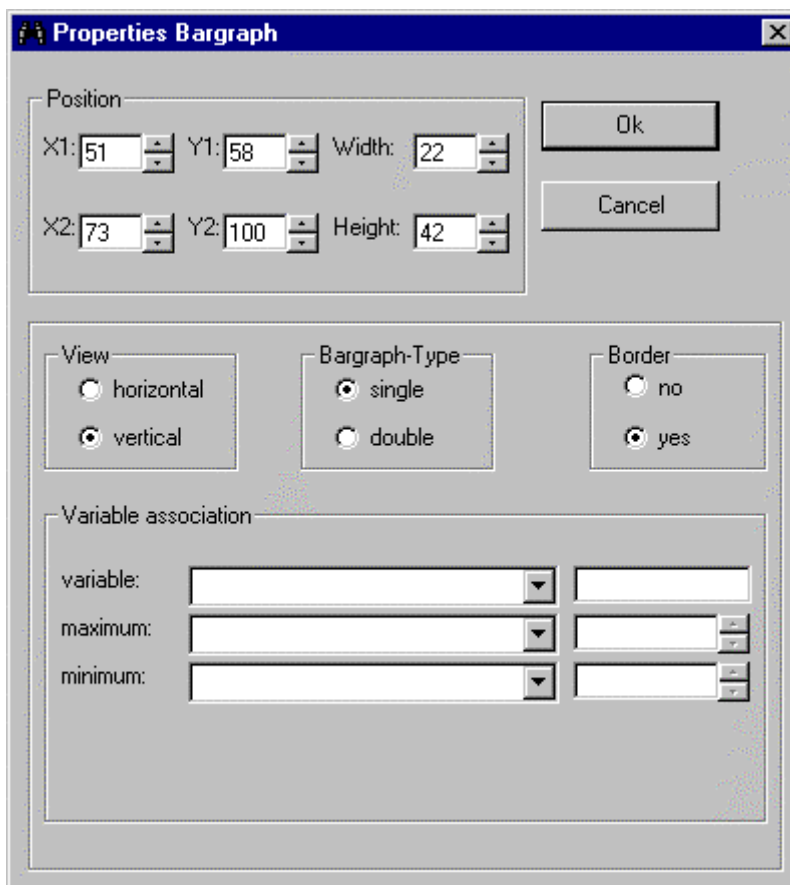 Properties Bargraph
Position
X1: 51 Y1: 58 Width: 22
X2: 73 Y2: 100 Height: 42
Ok
Cancel
View
horizontal
vertical
Bargraph-Type
single
double
Border
no
yes
Variable association
variable:
maximum:
minimum: